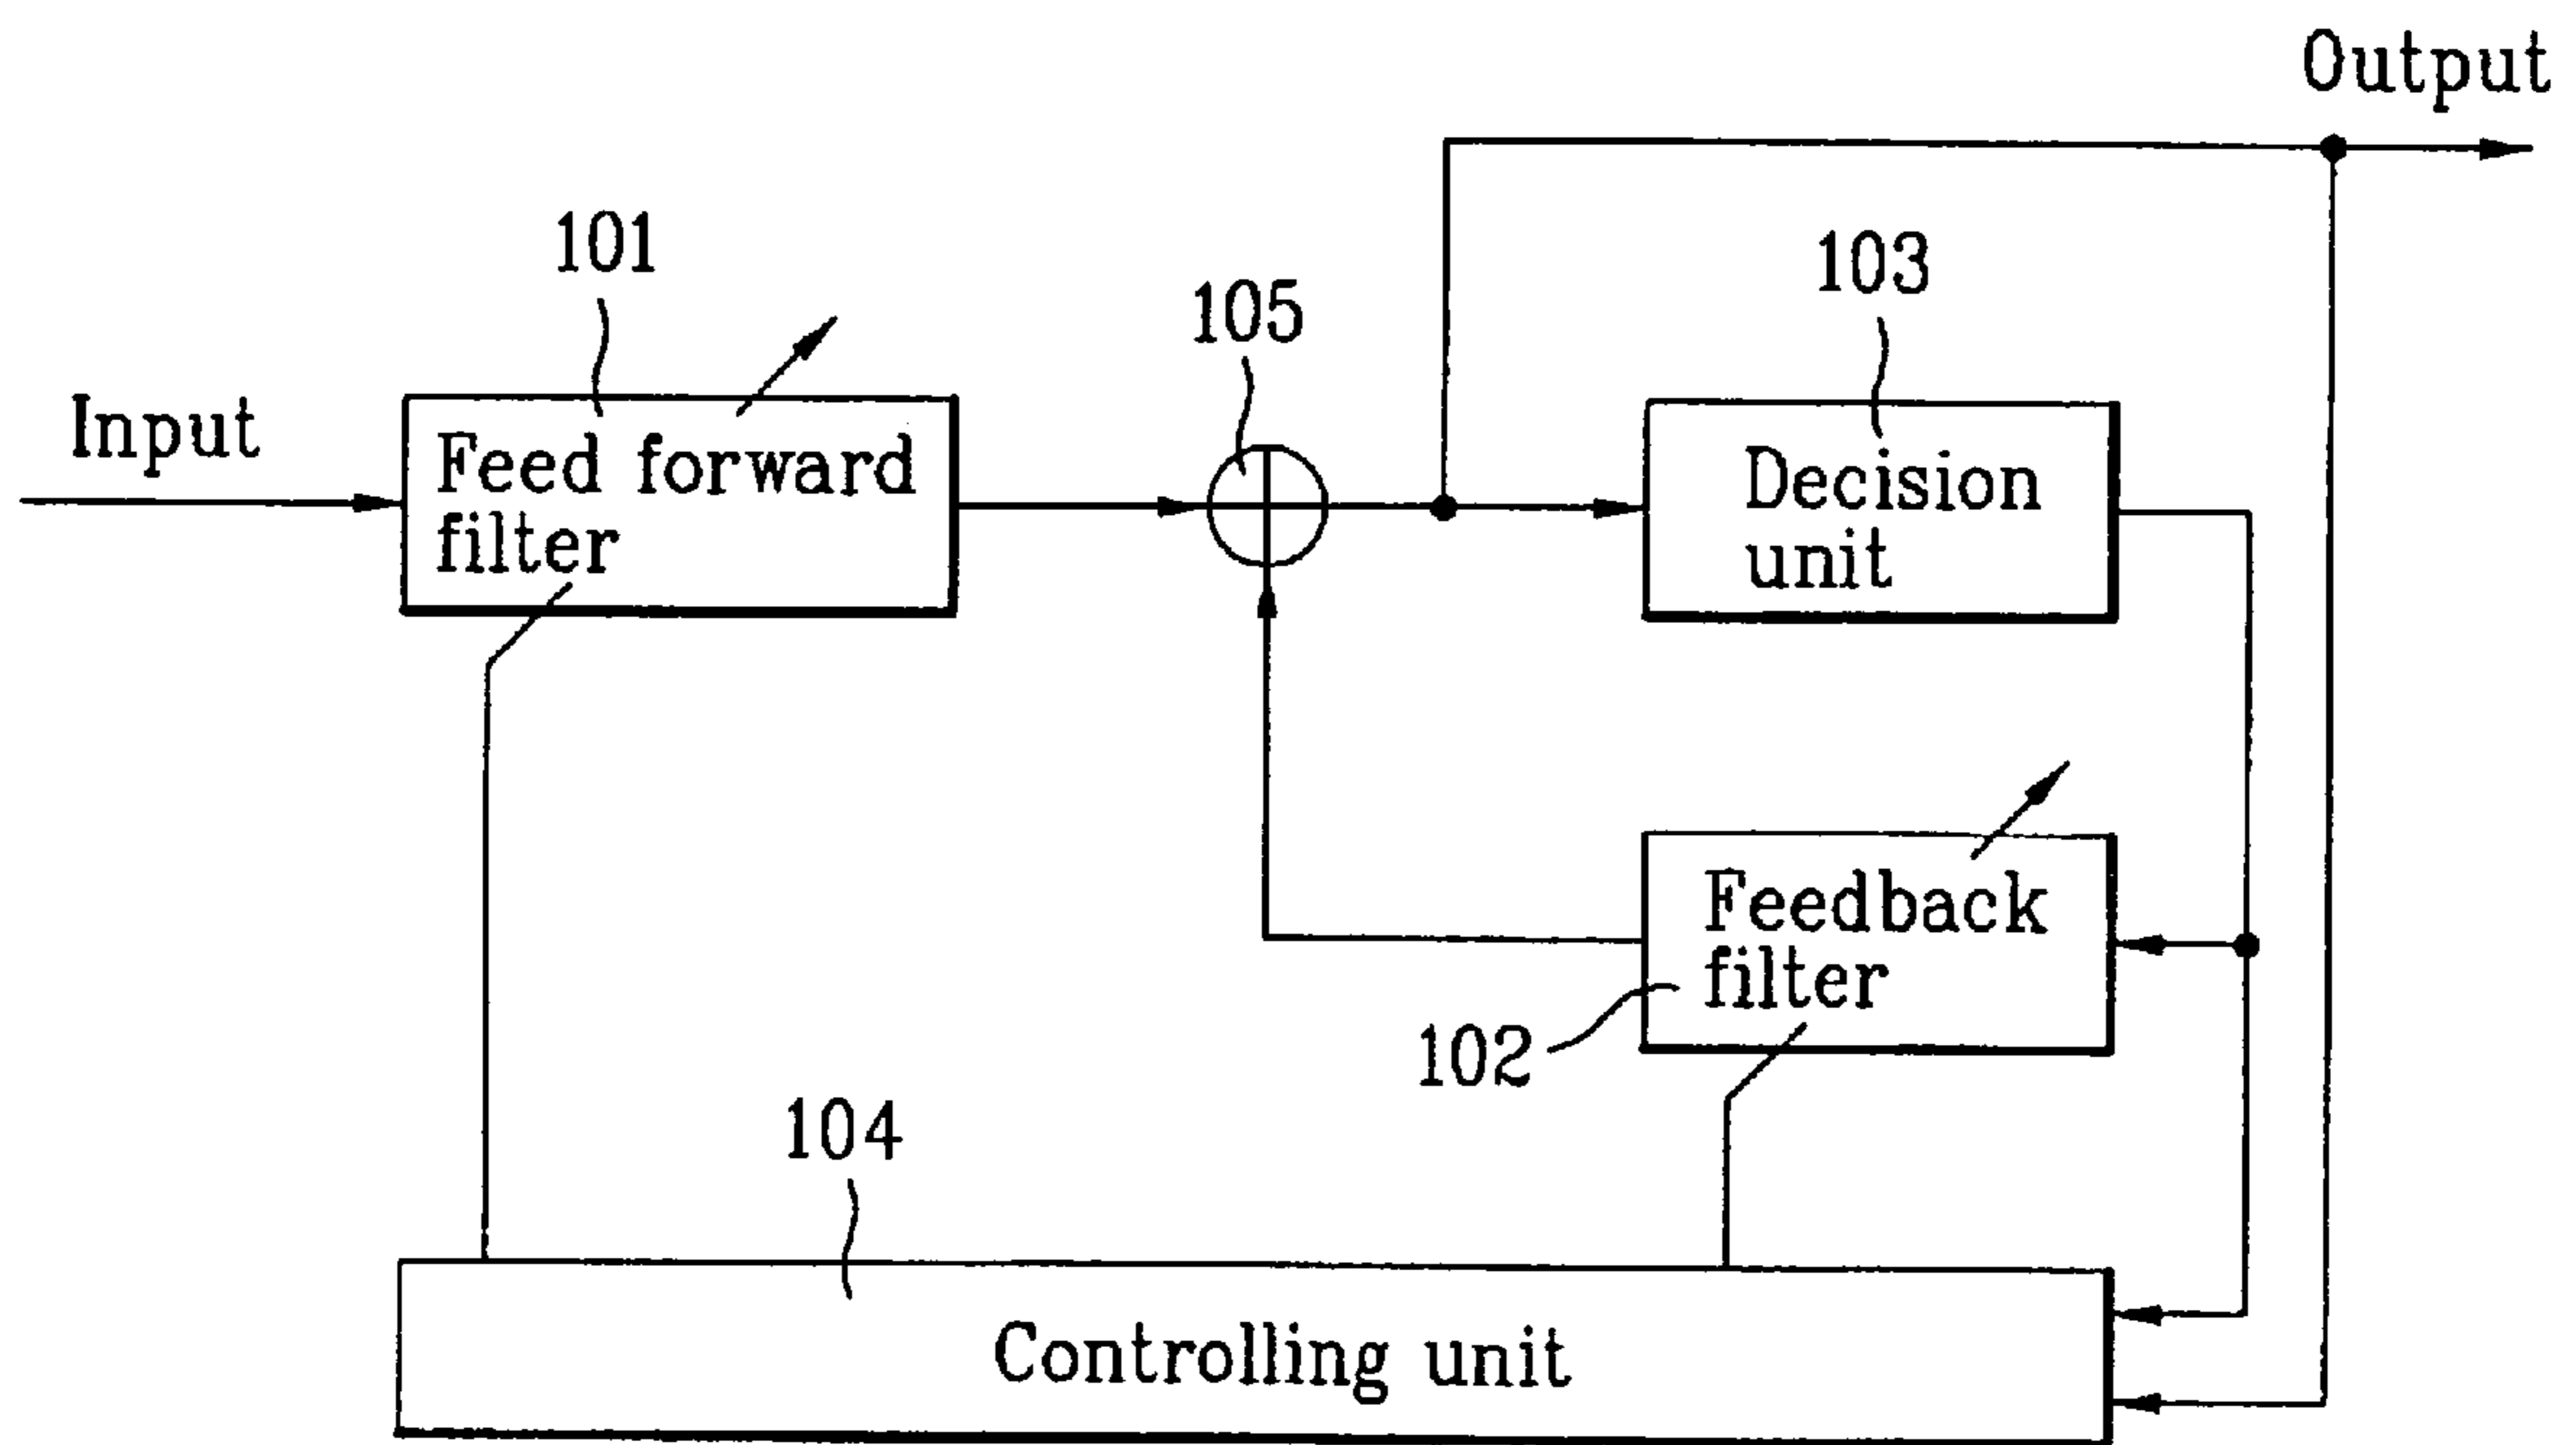 Output
101
103
105
Input
Feed forward
filter
Decision
unit
Feedback
filter
102
104
Controlling unit